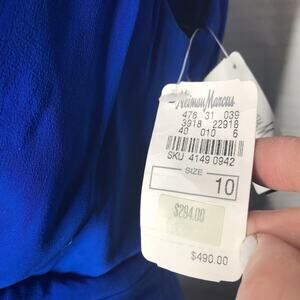 Neiman Marcus
476 31 039
3918 22918
40 010 6
SKU 4149 0942
SIZE
10
$294.00
$490.00